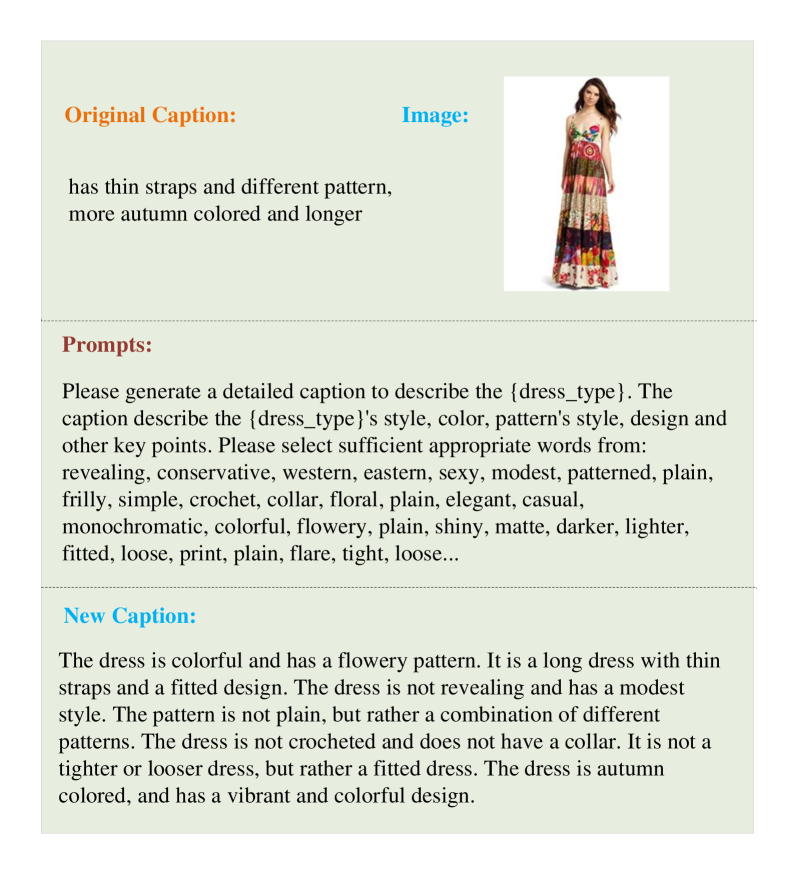 Original Caption:
Image:
has thin straps and different pattern,
more autumn colored and longer
Prompts:
Please generate a detailed caption to describe the {dress_type}. The
caption describe the {dress_type}'s style, color, pattern's style, design and
other key points. Please select sufficient appropriate words from:
revealing, conservative, western, eastern, sexy, modest, patterned, plain,
frilly, simple, crochet, collar, floral, plain, elegant, casual,
monochromatic, colorful, flowery, plain, shiny, matte, darker, lighter,
fitted, loose, print, plain, flare, tight, loose...
New Caption:
The dress is colorful and has a flowery pattern. It is a long dress with thin
straps and a fitted design. The dress is not revealing and has a modest
style. The pattern is not plain, but rather a combination of different
patterns. The dress is not crocheted and does not have a collar. It is not a
tighter or looser dress, but rather a fitted dress. The dress is autumn
colored, and has a vibrant and colorful design.